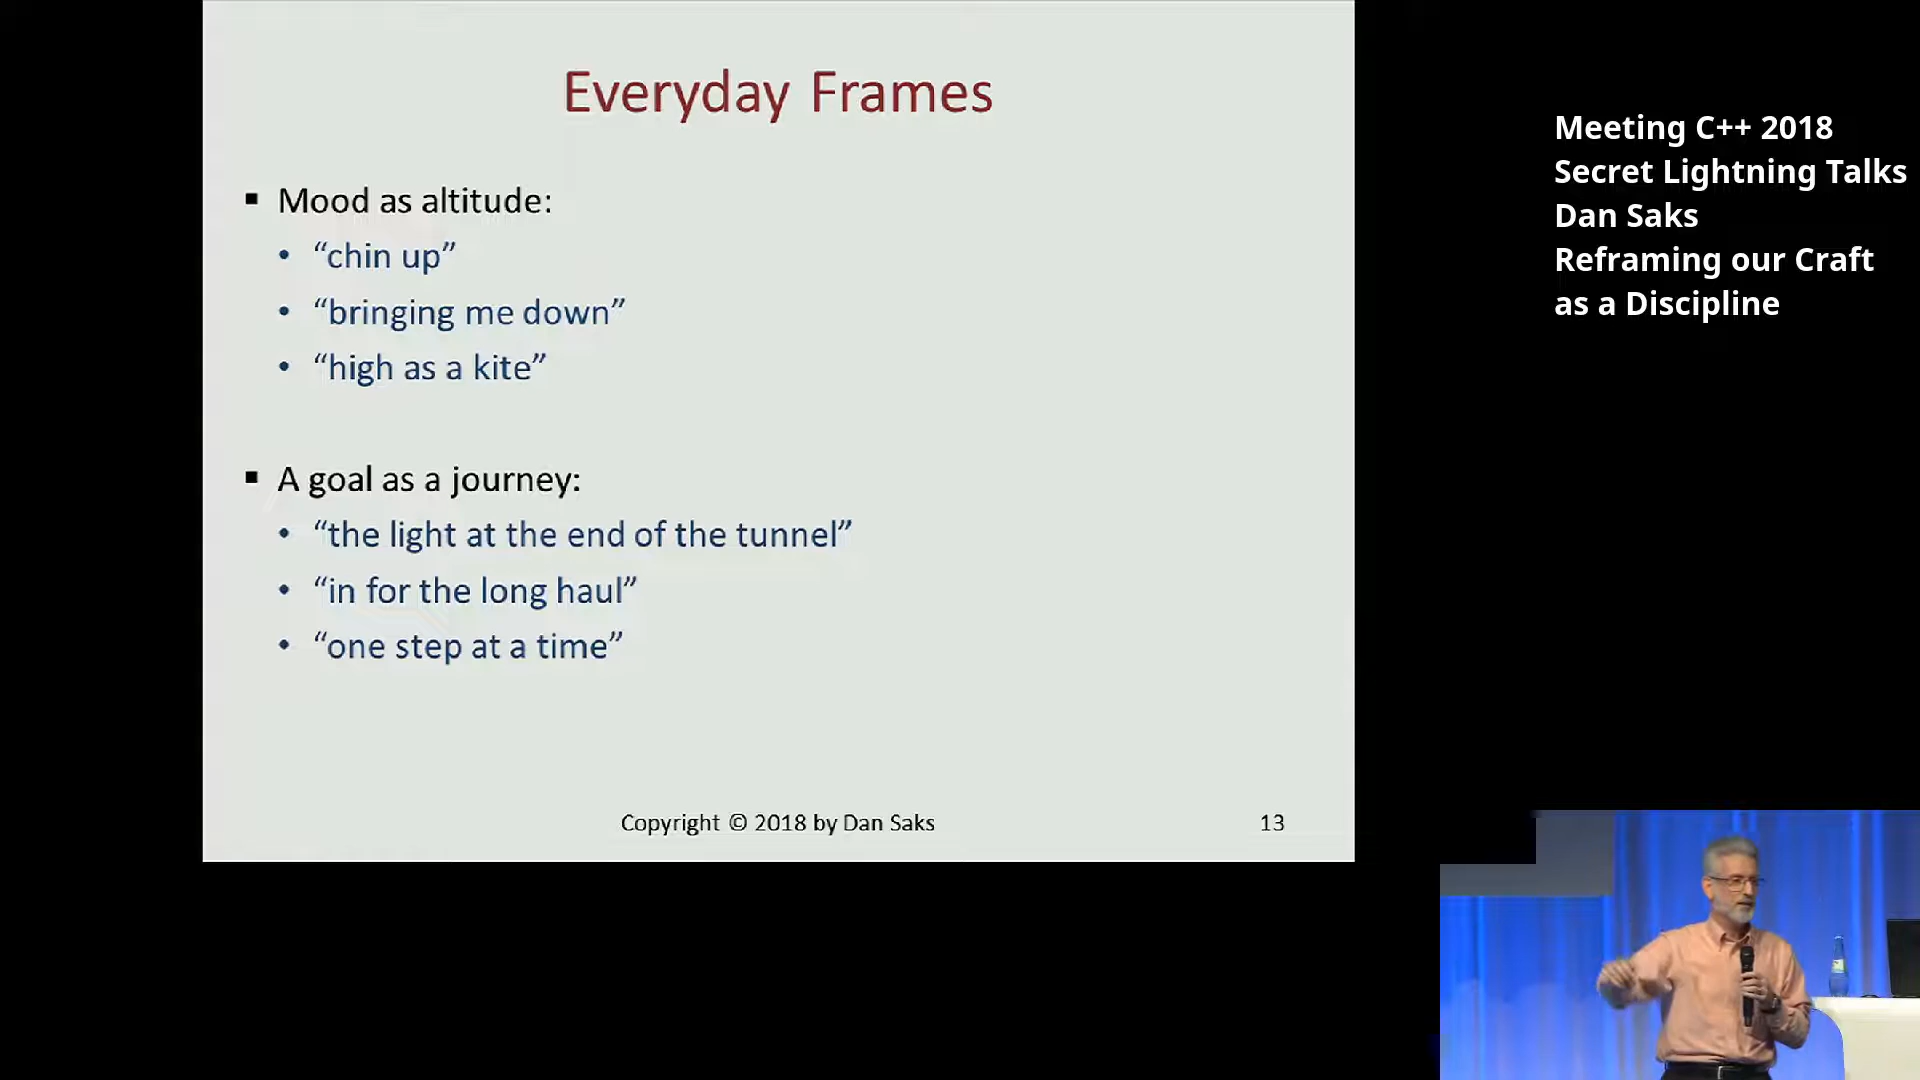 Everyday Frames
▪ Mood as altitude:
• “chin up”
• “bringing me down”
• “high as a kite”
▪ A goal as a journey:
• “the light at the end of the tunnel”
• “in for the long haul”
• “one step at a time”
Copyright © 2018 by Dan Saks
13
Meeting C++ 2018
Secret Lightning Talks
Dan Saks
Reframing our Craft
as a Discipline